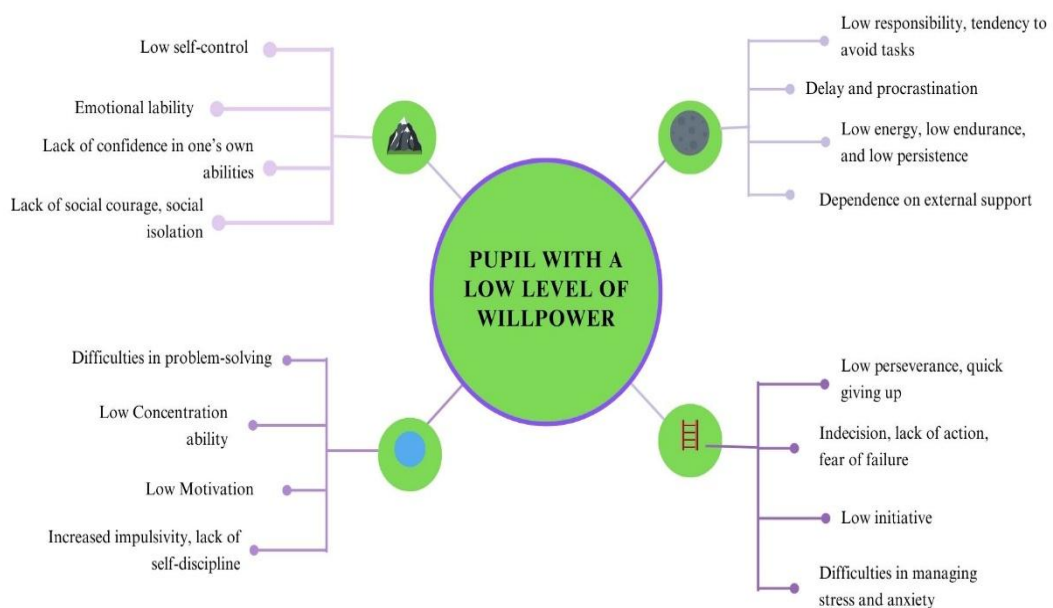 Low self-control
Emotional lability
Lack of confidence in one’s own
abilities
Lack of social courage, social
isolation
Low responsibility, tendency to
avoid tasks
Delay and procrastination
Low energy, low endurance,
and low persistence
Dependence on external support
PUPIL WITH A
LOW LEVEL OF
WILLPOWER
Difficulties in problem-solving
Low Concentration
ability
Low Motivation
Increased impulsivity, lack of
self-discipline
Low perseverance, quick
giving up
Indecision, lack of action,
fear of failure
Low initiative
Difficulties in managing
stress and anxiety